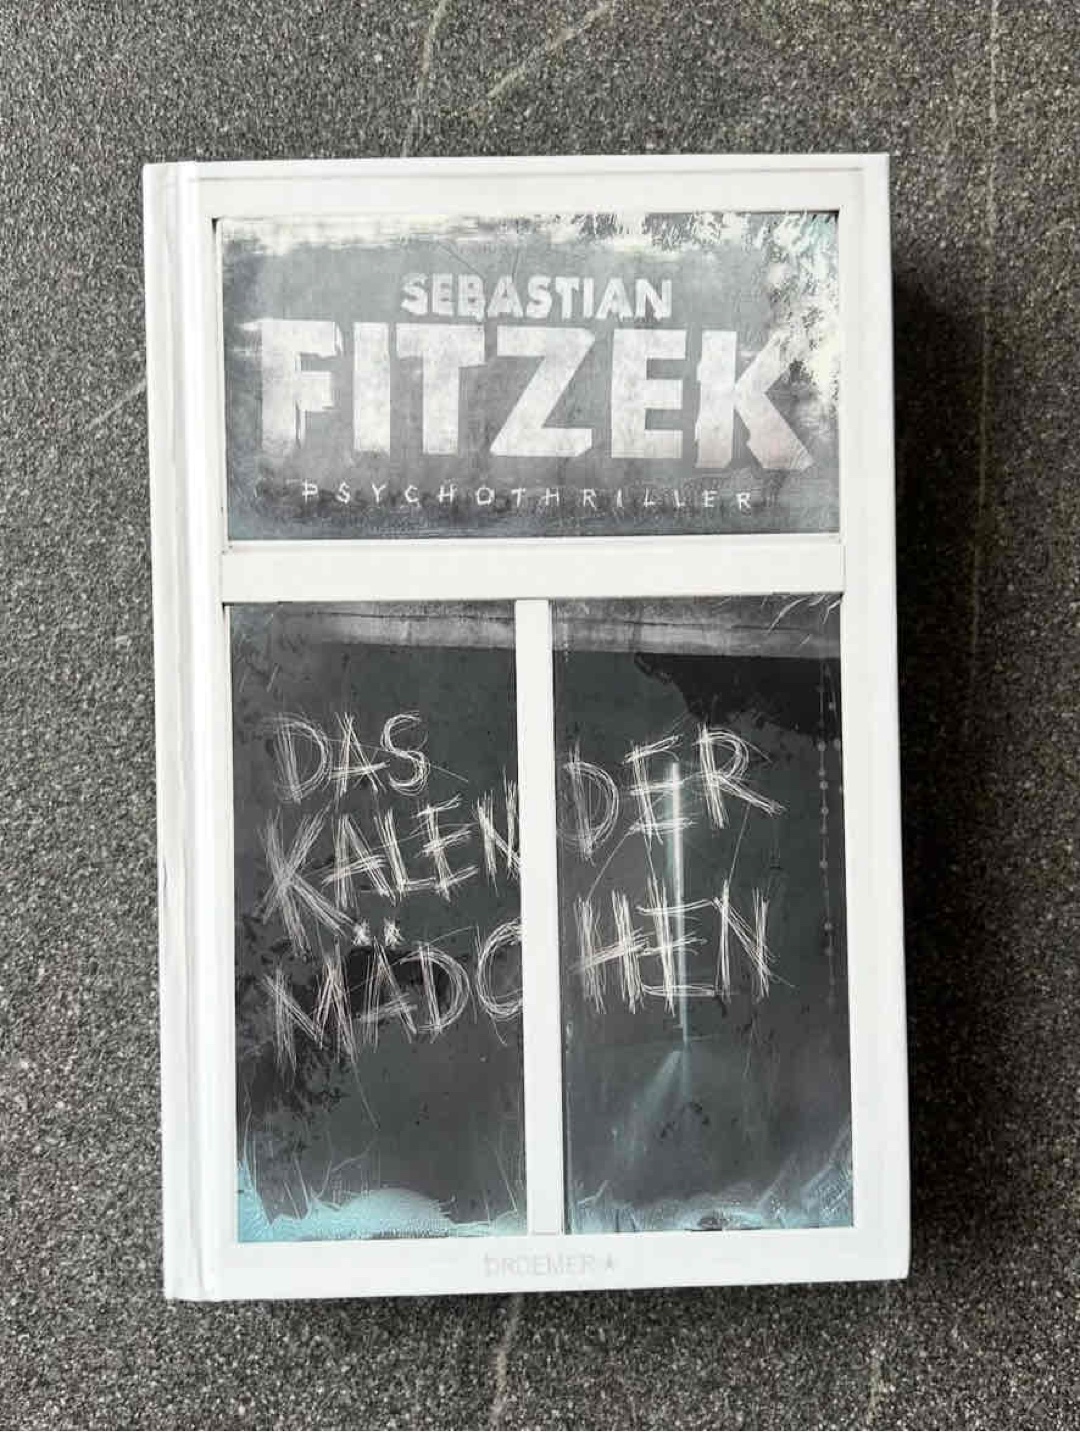 SEBASTIAN
FITZEK
PSYCHOTHRILLER
DAS
KALENDER
MÄDCHEN
DROEMER